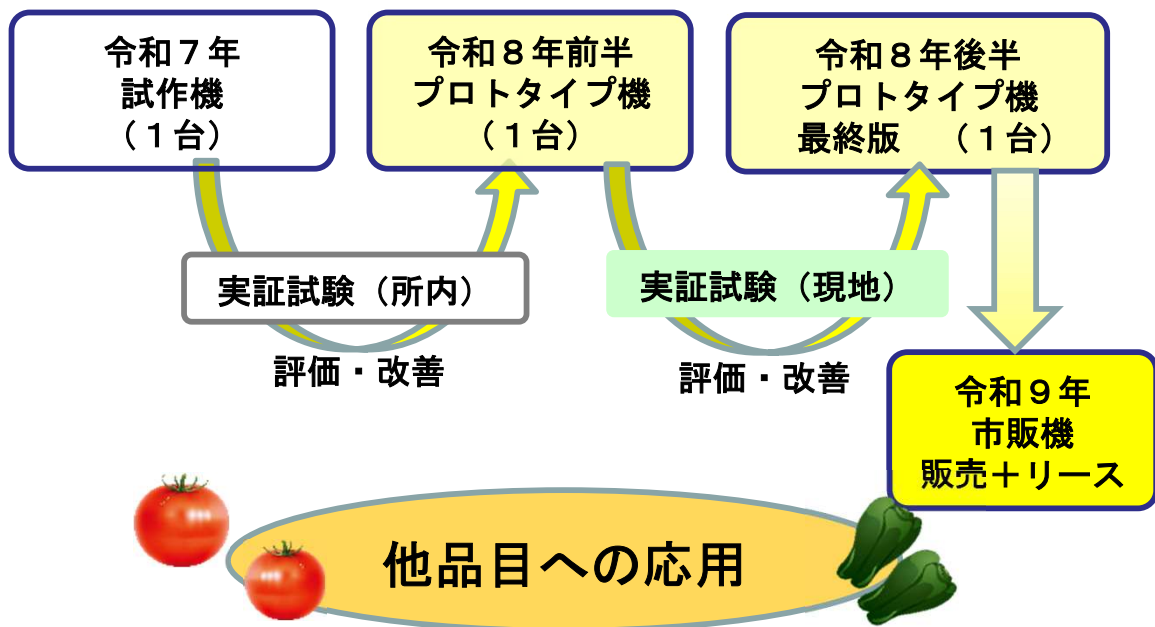 令和７年
試作機
（１台）
令和８年前半
プロトタイプ機
（１台）
令和８年後半
プロトタイプ機
最終版　（１台）
実証試験（所内）
評価・改善
実証試験（現地）
評価・改善
令和９年
市販機
販売＋リース
他品目への応用